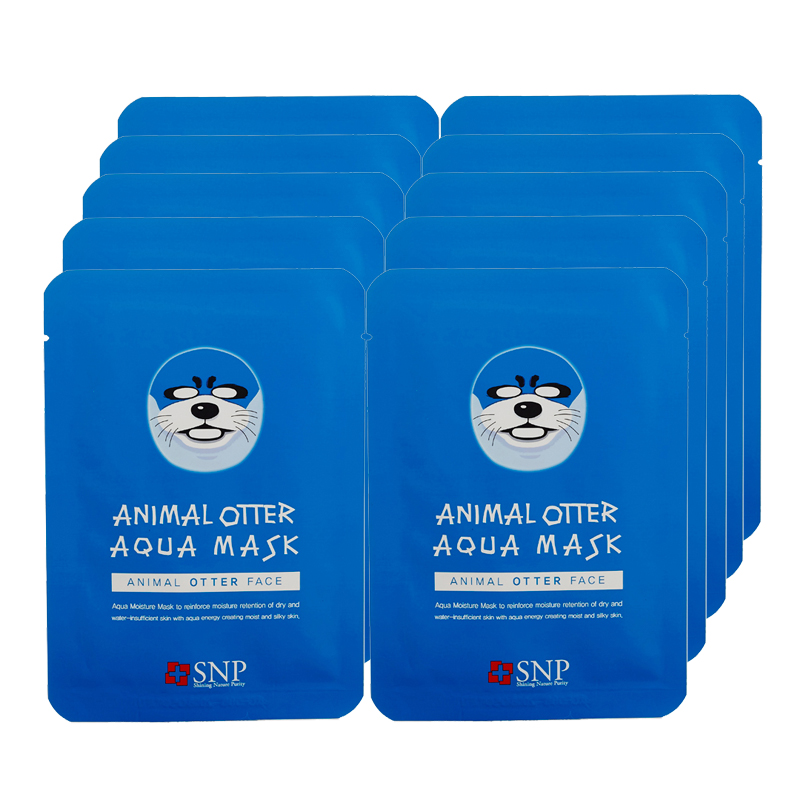 ANIMAL OTTER
AQUA MASK
ANIMAL OTTER FACE
Aqua Moisture Mask to reinforce moisture retention of dry and
water-insufficient skin with aqua energy creating moist and silky skin.
SNP
Shining Nature Purity
ANIMAL OTTER
AQUA MASK
ANIMAL OTTER FACE
Aqua Moisture Mask to reinforce moisture retention of dry and
water-insufficient skin with aqua energy creating moist and silky skin.
SNP
Shining Nature Purity